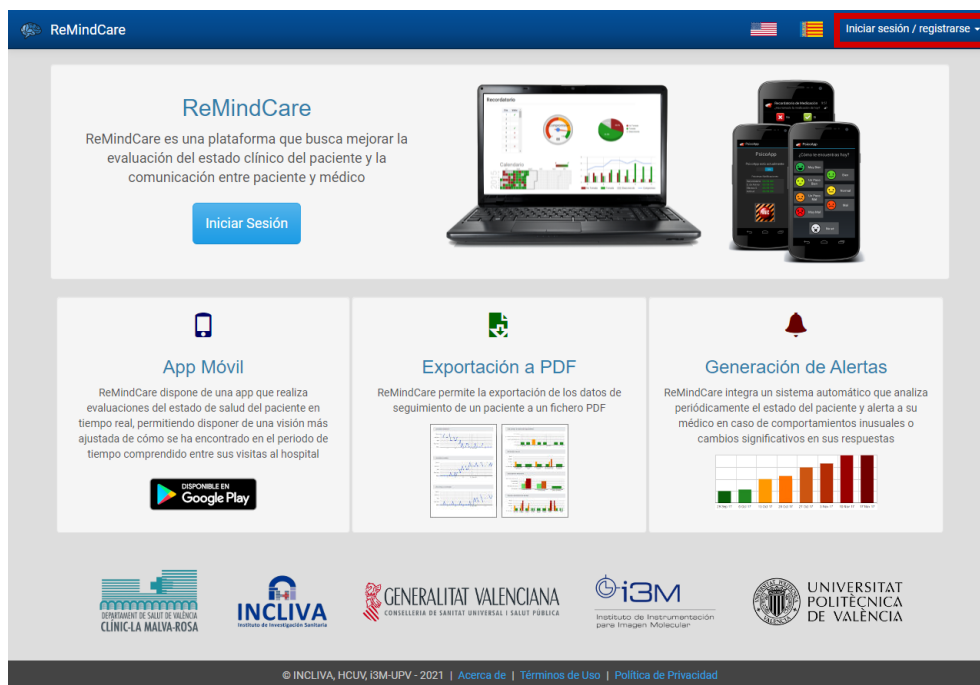 ReMindCare
Iniciar sesión / registrarse
ReMindCare
ReMindCare es una plataforma que busca mejorar la
evaluación del estado clínico del paciente y la
comunicación entre paciente y médico
Iniciar Sesión
Recordatorio
Calendario
PsicoApp
¿Cómo te encuentras hoy?
App Móvil
ReMindCare dispone de una app que realiza
evaluaciones del estado de salud del paciente en
tiempo real, permitiendo disponer de una visión más
ajustada de cómo se ha encontrado en el periodo de
tiempo comprendido entre sus visitas al hospital
DISPONIBLE EN
Google Play
Exportación a PDF
ReMindCare permite la exportación de los datos de
seguimiento de un paciente a un fichero PDF
Generación de Alertas
ReMindCare integra un sistema automático que analiza
periódicamente el estado del paciente y alerta a su
médico en caso de comportamientos inusuales o
cambios significativos en sus respuestas
DEPARTAMENT DE SALUT DE VALÈNCIA
CLÍNIC-LA MALVA-ROSA
INCLIVA
Instituto de Investigación Sanitaria
GENERALITAT VALENCIANA
CONSELLERIA DE SANITAT UNIVERSAL I SALUT PÚBLICA
i3M
Instituto de Instrumentación
para Imagen Molecular
UNIVERSITAT
POLITÈCNICA
DE VALÈNCIA
© INCLIVA, HCUV, i3M-UPV - 2021 | Acerca de | Términos de Uso | Política de Privacidad